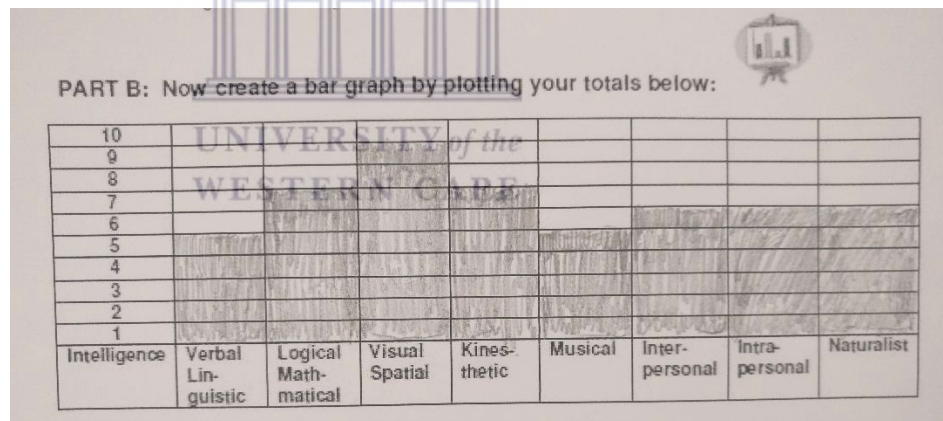 PART B: Now create a bar graph by plotting your totals below:
UNIVERSITY of the
WESTERN CAPE
10
9
8
7
6
5
4
3
2
1
Intelligence Verbal Lin- guistic Logical Math- matical Visual Spatial Kines- thetic Musical Inter- personal Intra- personal Naturalist